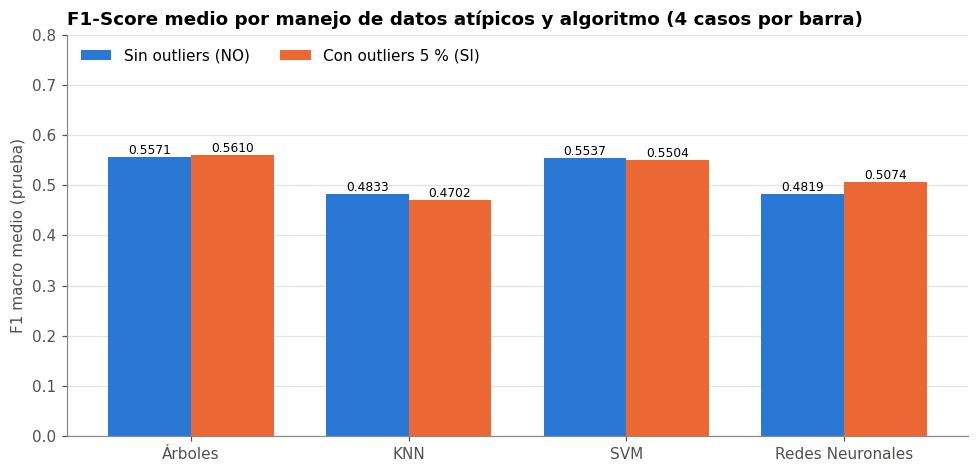 F1-Score medio por manejo de datos atípicos y algoritmo (4 casos por barra)
Sin outliers (NO)
Con outliers 5 % (SI)
F1 macro medio (prueba)
0.8
0.7
0.6
0.5
0.4
0.3
0.2
0.1
0.0
0.5571
0.5610
0.4833
0.4702
0.5537
0.5504
0.4819
0.5074
Árboles
KNN
SVM
Redes Neuronales